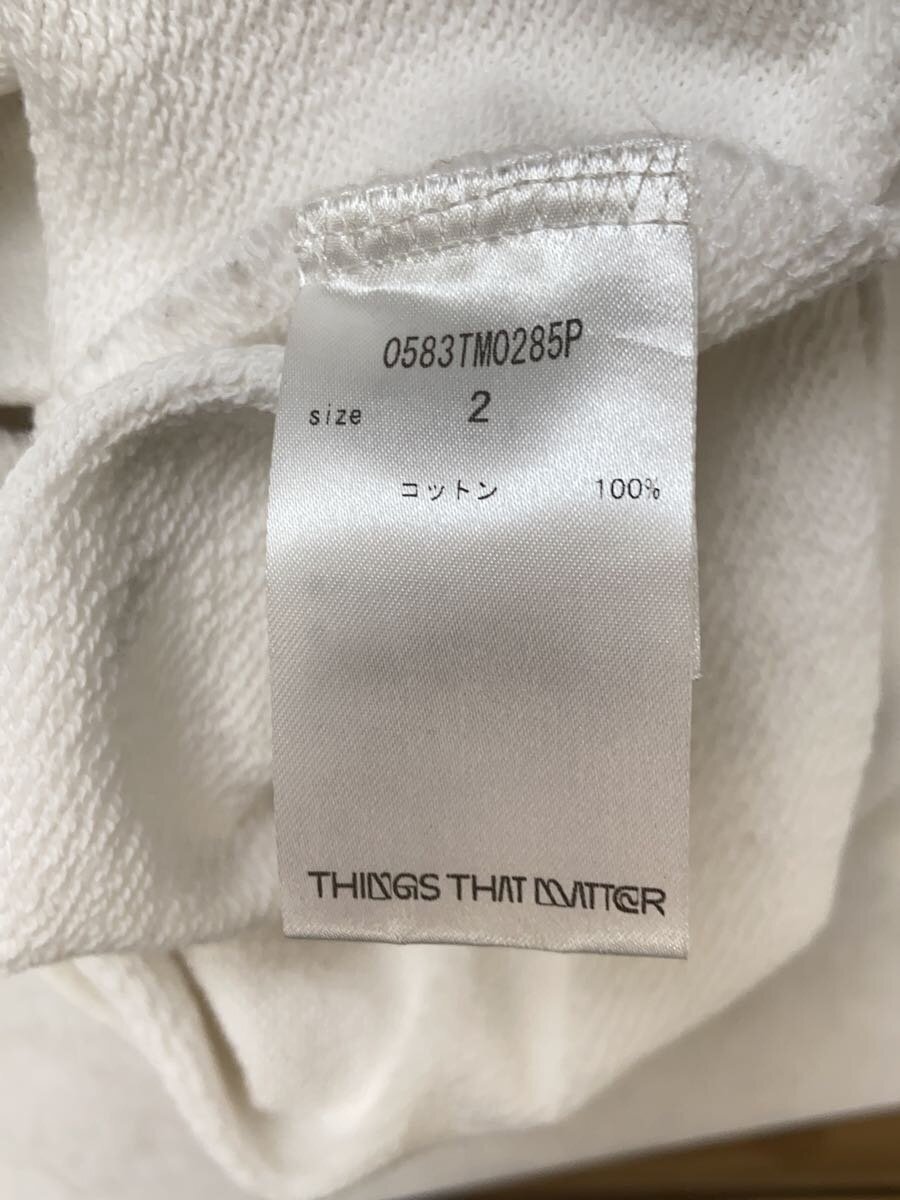 0583TM0285P
size 2
コットン 100%
THINGS THAT MATTER